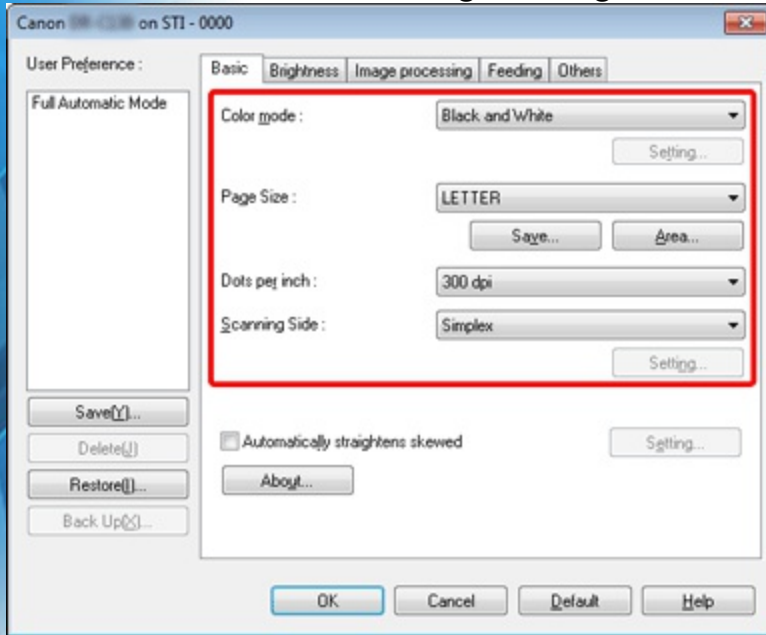 Canon on STI - 0000
User Preference :
Full Automatic Mode
Save(Y)...
Delete(J)
Restore(I)...
Back Up(X)...
Basic Brightness Image processing Feeding Others
Color mode : Black and White
Setting...
Page Size : LETTER
Save... Area...
Dots per inch : 300 dpi
Scanning Side : Simplex
Setting...
Automatically straightens skewed Setting...
About...
OK Cancel Default Help